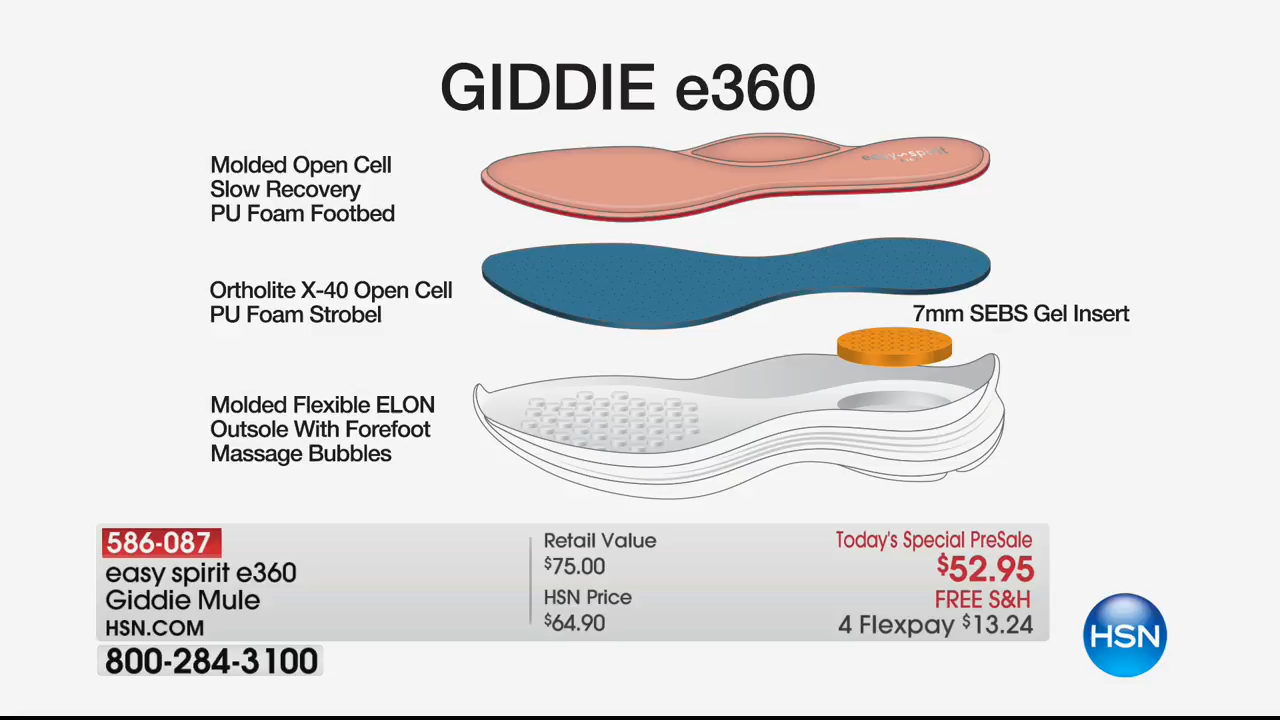 GIDDIE e360
Molded Open Cell
Slow Recovery
PU Foam Footbed
easy spirit
Ortholite X-40 Open Cell
PU Foam Strobel
7mm SEBS Gel Insert
Molded Flexible ELON
Outsole With Forefoot
Massage Bubbles
586-087
easy spirit e360
Giddie Mule
HSN.COM
800-284-3100
Retail Value
$75.00
HSN Price
$64.90
Today's Special PreSale
$52.95
FREE S&H
4 Flexpay $13.24
HSN